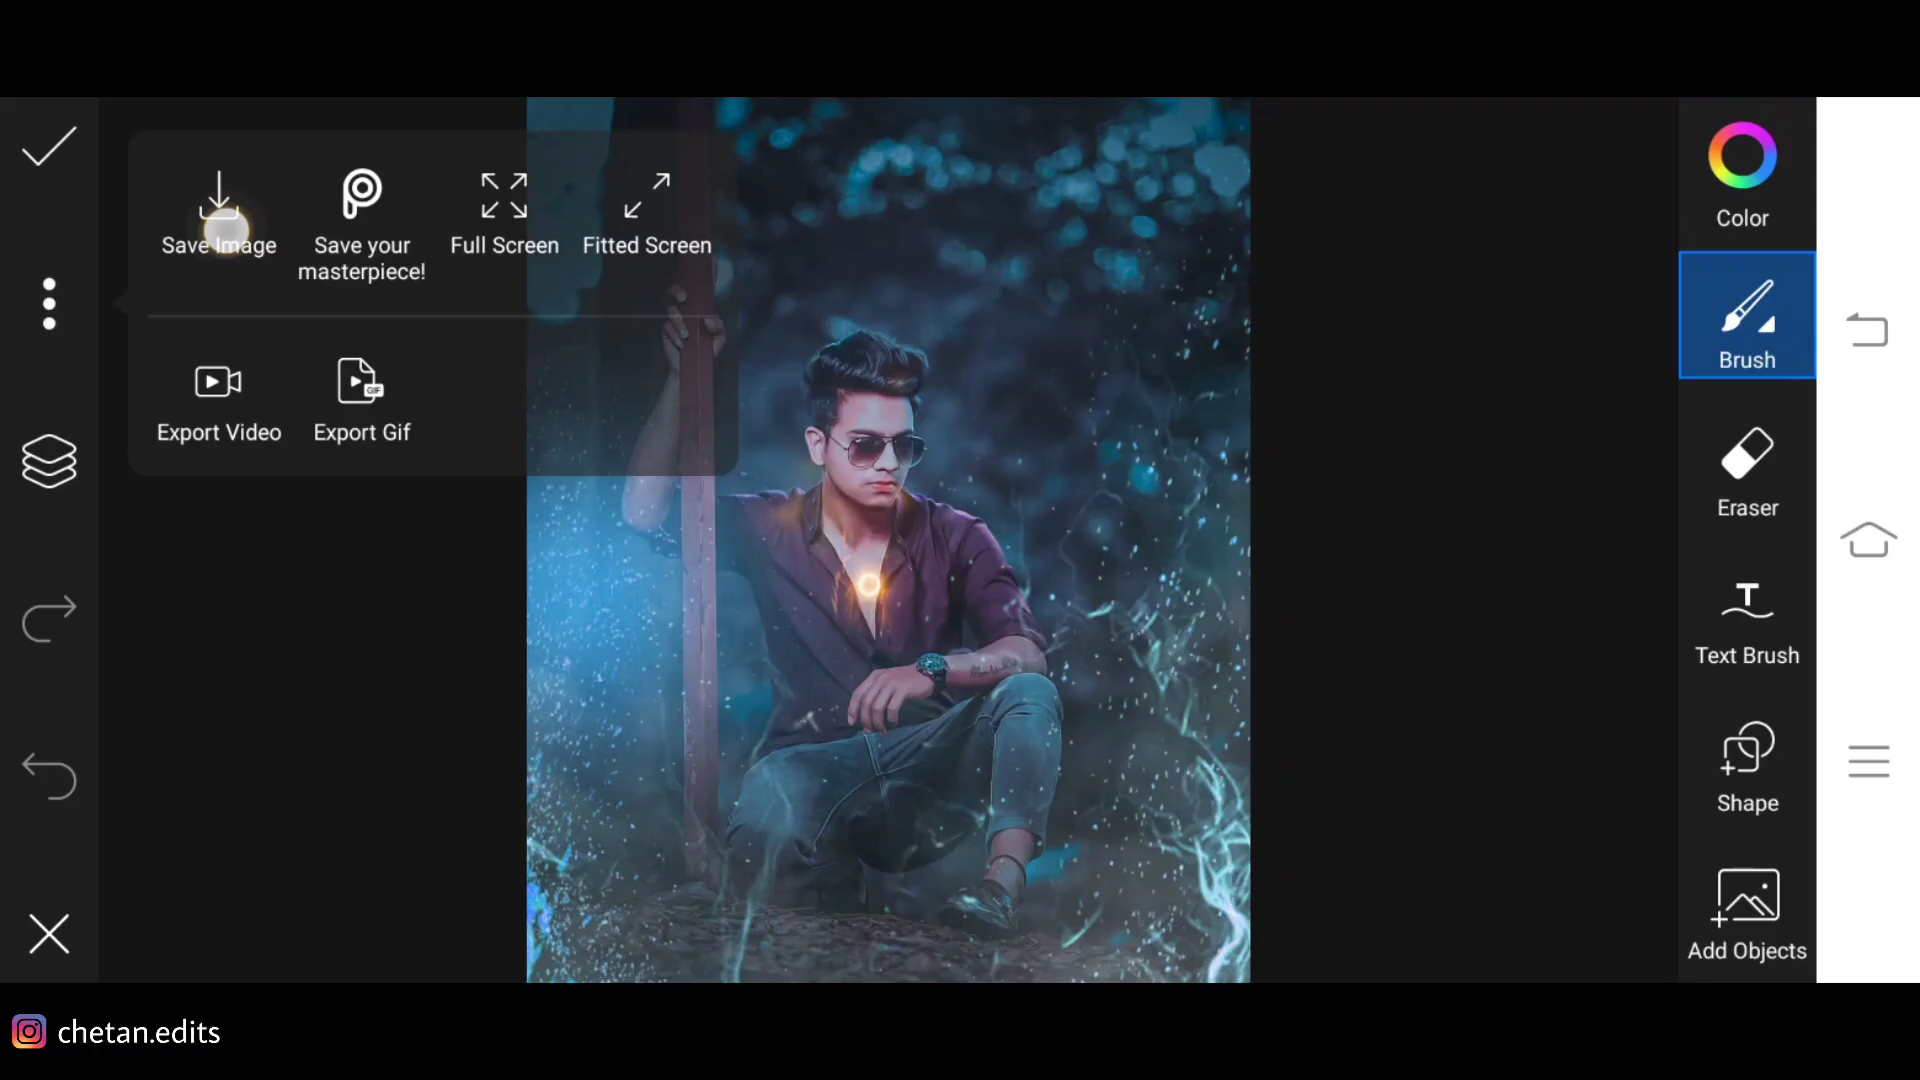 Save Image
Save your
masterpiece!
Full Screen
Fitted Screen
Export Video
GIF
Export Gif
Color
Brush
Eraser
T
Text Brush
Shape
Add Objects
chetan.edits